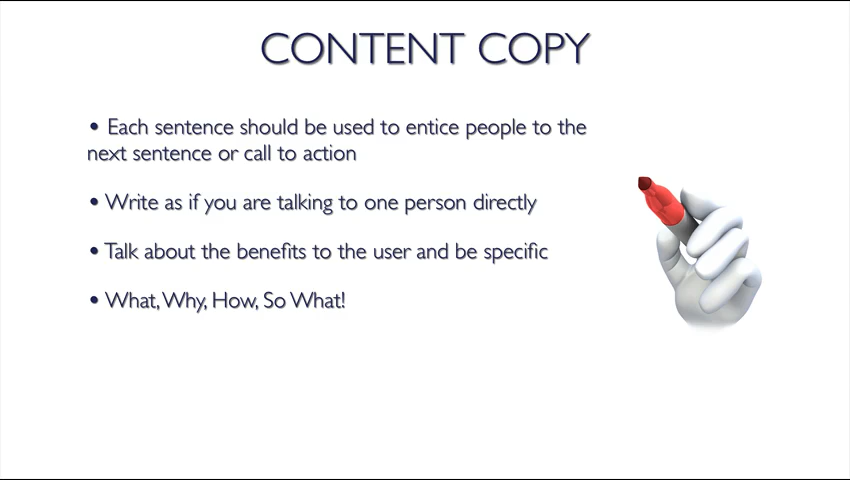 CONTENT COPY
• Each sentence should be used to entice people to the
next sentence or call to action
• Write as if you are talking to one person directly
• Talk about the benefits to the user and be specific
• What, Why, How, So What!